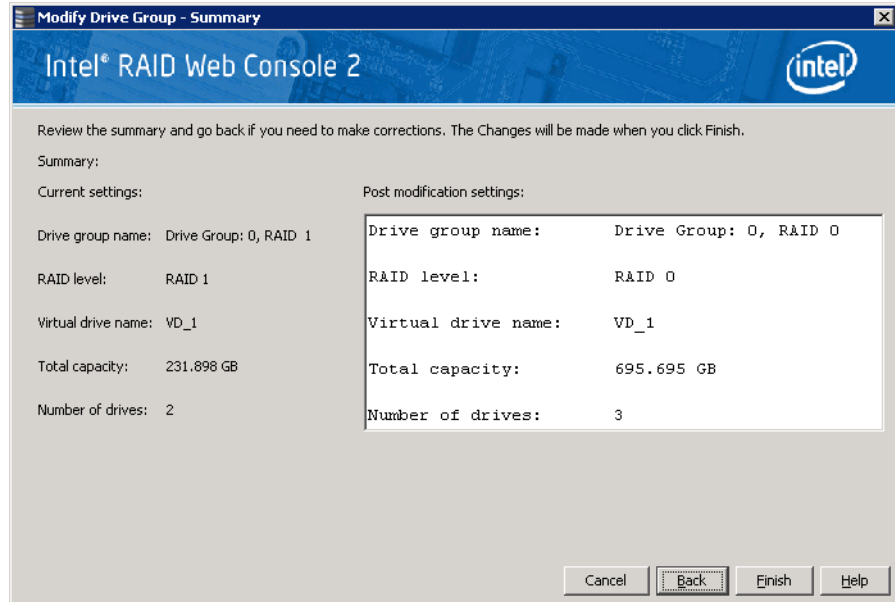 Modify Drive Group - Summary
Intel® RAID Web Console 2
intel
Review the summary and go back if you need to make corrections. The Changes will be made when you click Finish.
Summary:
Current settings:
Drive group name: Drive Group: 0, RAID 1
RAID level: RAID 1
Virtual drive name: VD_1
Total capacity: 231.898 GB
Number of drives: 2
Post modification settings:
Drive group name: Drive Group: 0, RAID 0
RAID level: RAID 0
Virtual drive name: VD_1
Total capacity: 695.695 GB
Number of drives: 3
Cancel Back Finish Help